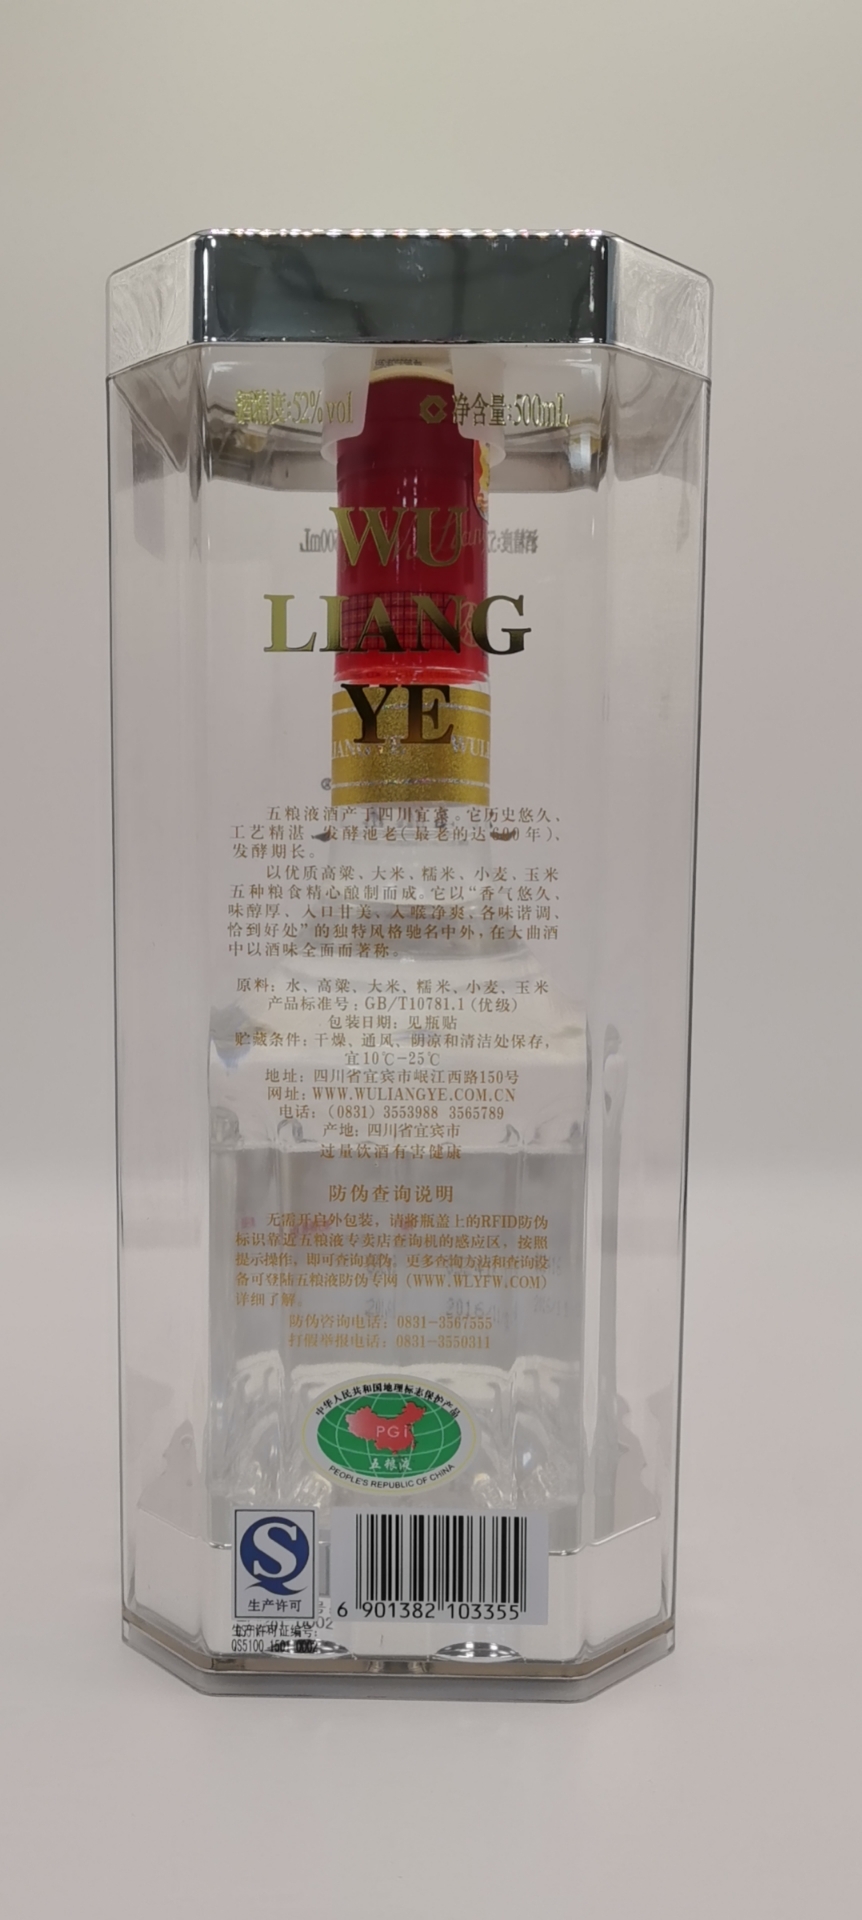 酒精度:52%vol 净含量:500mL
WU
LIANG
YE
WULI
五粮液酒产于四川宜宾。它历史悠久、
工艺精湛、发酵池老(最老的达600年)、
发酵期长。
以优质高粱、大米、糯米、小麦、玉米
五种粮食精心酿制而成。它以“香气悠久、
味醇厚、入口甘美、入喉净爽、各味谐调、
恰到好处”的独特风格驰名中外,在大曲酒
中以酒味全面而著称。
原料: 水、高粱、大米、糯米、小麦、玉米
产品标准号: GB/T10781.1 (优级)
包装日期: 见瓶贴
贮藏条件: 干燥、通风、阴凉和清洁处保存,
宜10℃-25℃
地址: 四川省宜宾市岷江西路150号
网址: WWW.WULIANGYE.COM.CN
电话: (0831) 3553988 3565789
产地: 四川省宜宾市
过量饮酒有害健康
防伪查询说明
无需开启外包装, 请将瓶盖上的RFID防伪
标识靠近五粮液专卖店查询机的感应区, 按照
提示操作, 即可查询真伪。更多查询方法和查询设
备可登陆五粮液防伪专网 (WWW.WLYFW.COM)
详细了解。
防伪咨询电话: 0831-3567555
打假举报电话: 0831-3550311
中华人民共和国地理标志保护产品
PGI
五粮液
PEOPLE'S REPUBLIC OF CHINA
生产许可
6 901382 103355
生产许可证编号:
QS5100 1501 0002